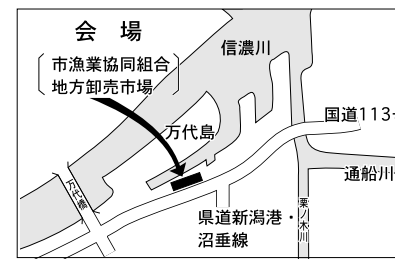 会場
市漁業協同組合
地方卸売市場
信濃川
万代島
国道113
通船川
万代橋
県道新潟港・
沼垂線
栗ノ木川